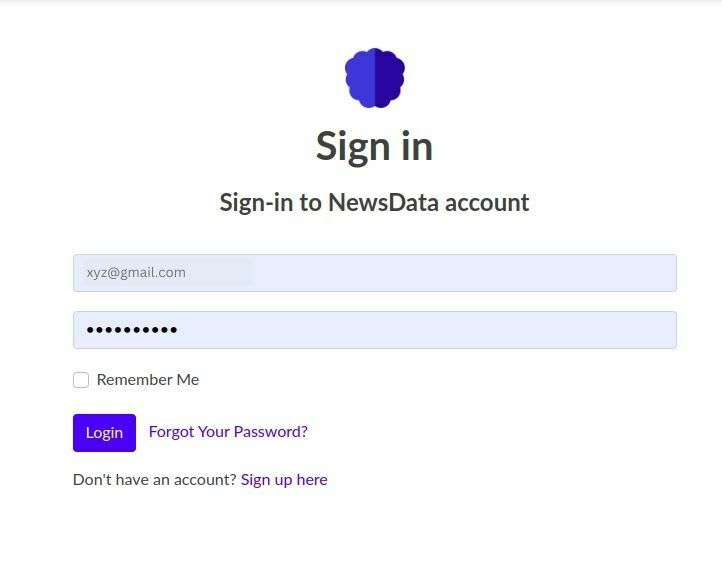 Sign in
Sign-in to NewsData account
xyz@gmail.com
••••••••••
Remember Me
Login Forgot Your Password?
Don't have an account? Sign up here